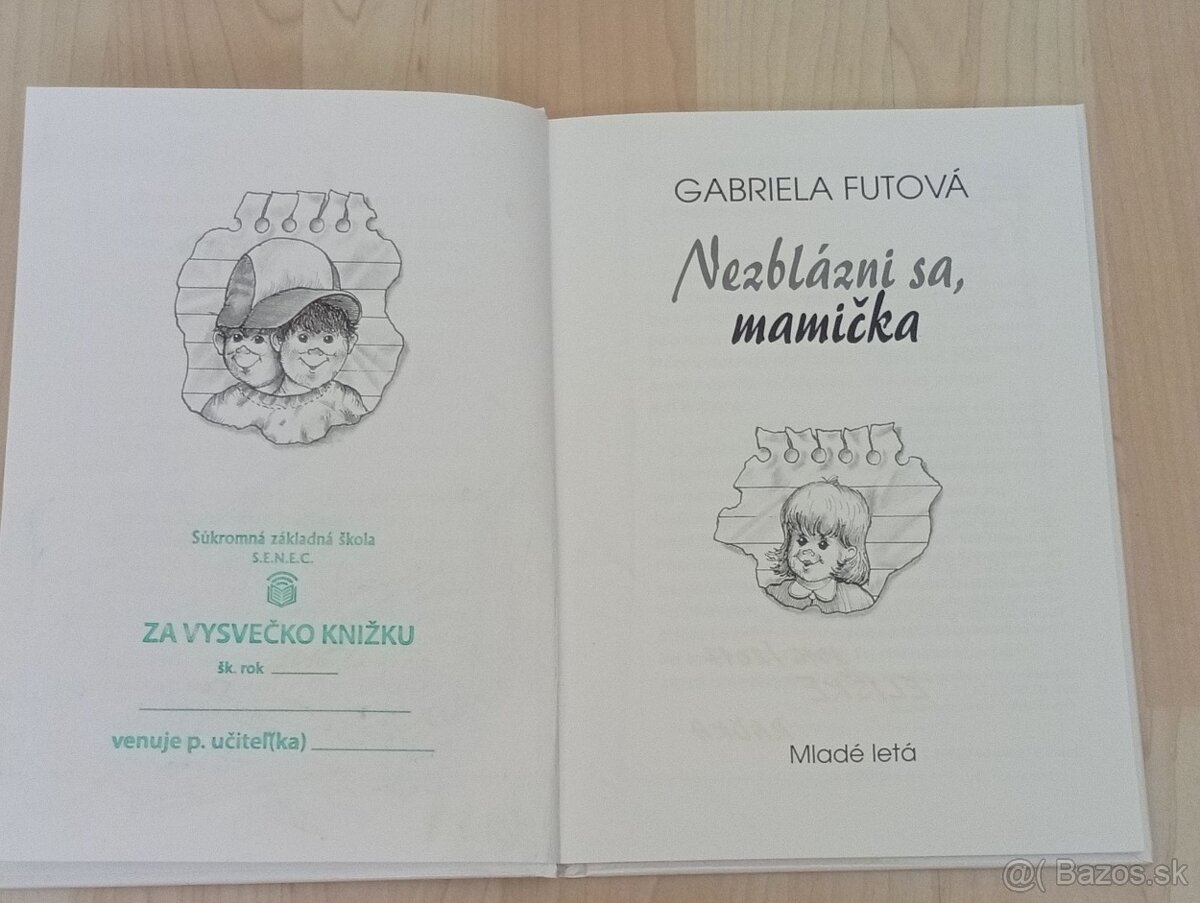 Súkromná základná škola
S.E.N.E.C.
ZA VYSVEČKO KNIŽKU
šk. rok
venuje p. učiteľ(ka)
GABRIELA FUTOVÁ
Nezblázni sa,
mamička
Mladé letá
@( Bazos.sk